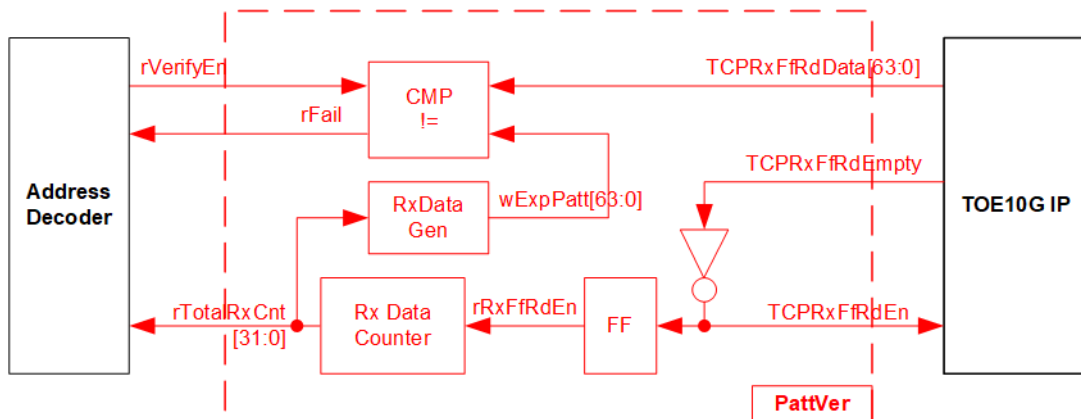 rVerifyEn
TCPRxFfRdData[63:0]
CMP
!=
rFail
TCPRxFfRdEmpty
Address
Decoder
RxData
Gen
wExpPatt[63:0]
TOE10G IP
rTotalRxCnt
[31:0]
Rx Data
Counter
rRxFfRdEn
FF
TCPRxFfRdEn
PattVer